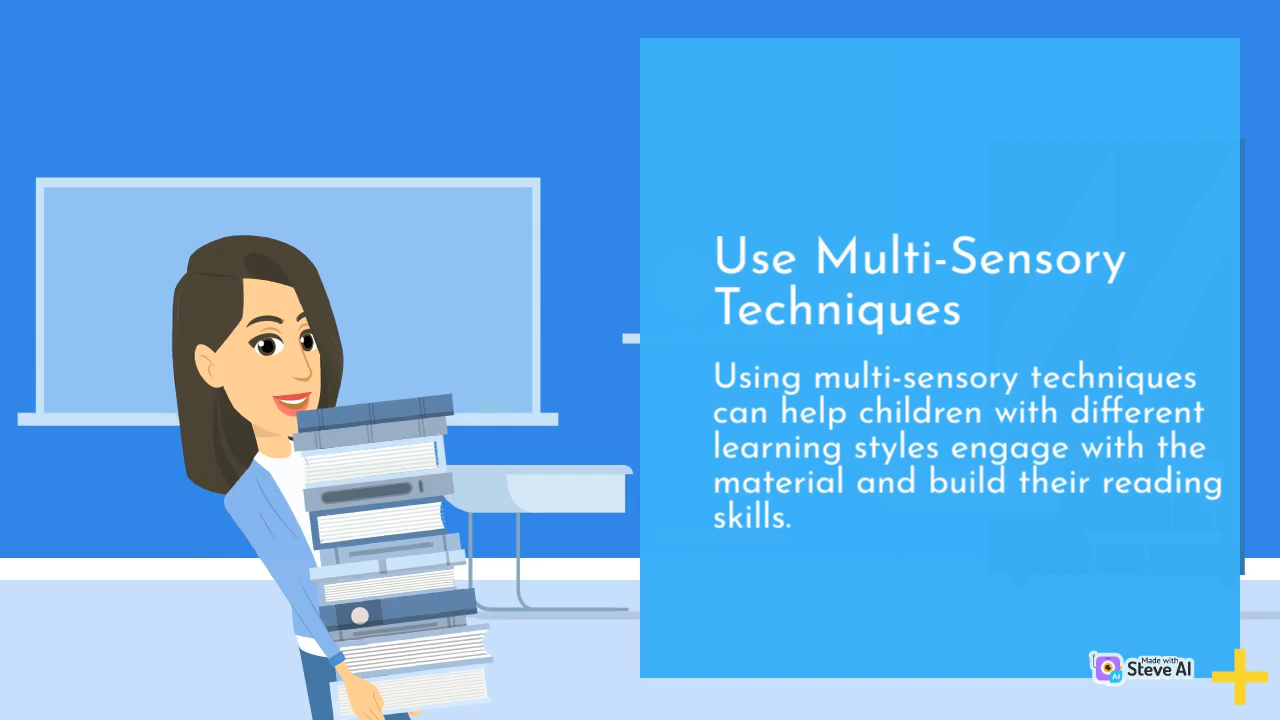 Use Multi-Sensory
Techniques
Using multi-sensory techniques
can help children with different
learning styles engage with the
material and build their reading
skills.
Made with
Steve AI
AI